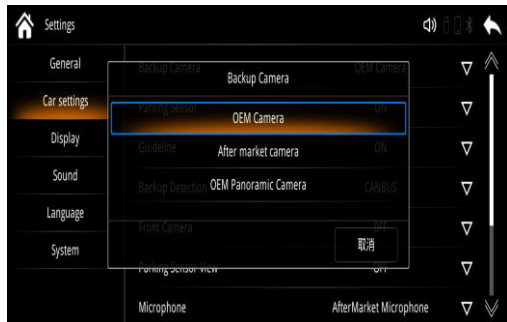 Settings
General
Car settings
Display
Sound
Language
System
Backup Camera
OEM Camera
Parking Sensor
ON
Guideline
ON
Backup Detection
CANBUS
Front Camera
OFF
Parking Sensor View
OFF
Microphone
AfterMarket Microphone
Backup Camera
OEM Camera
After market camera
OEM Panoramic Camera
取消